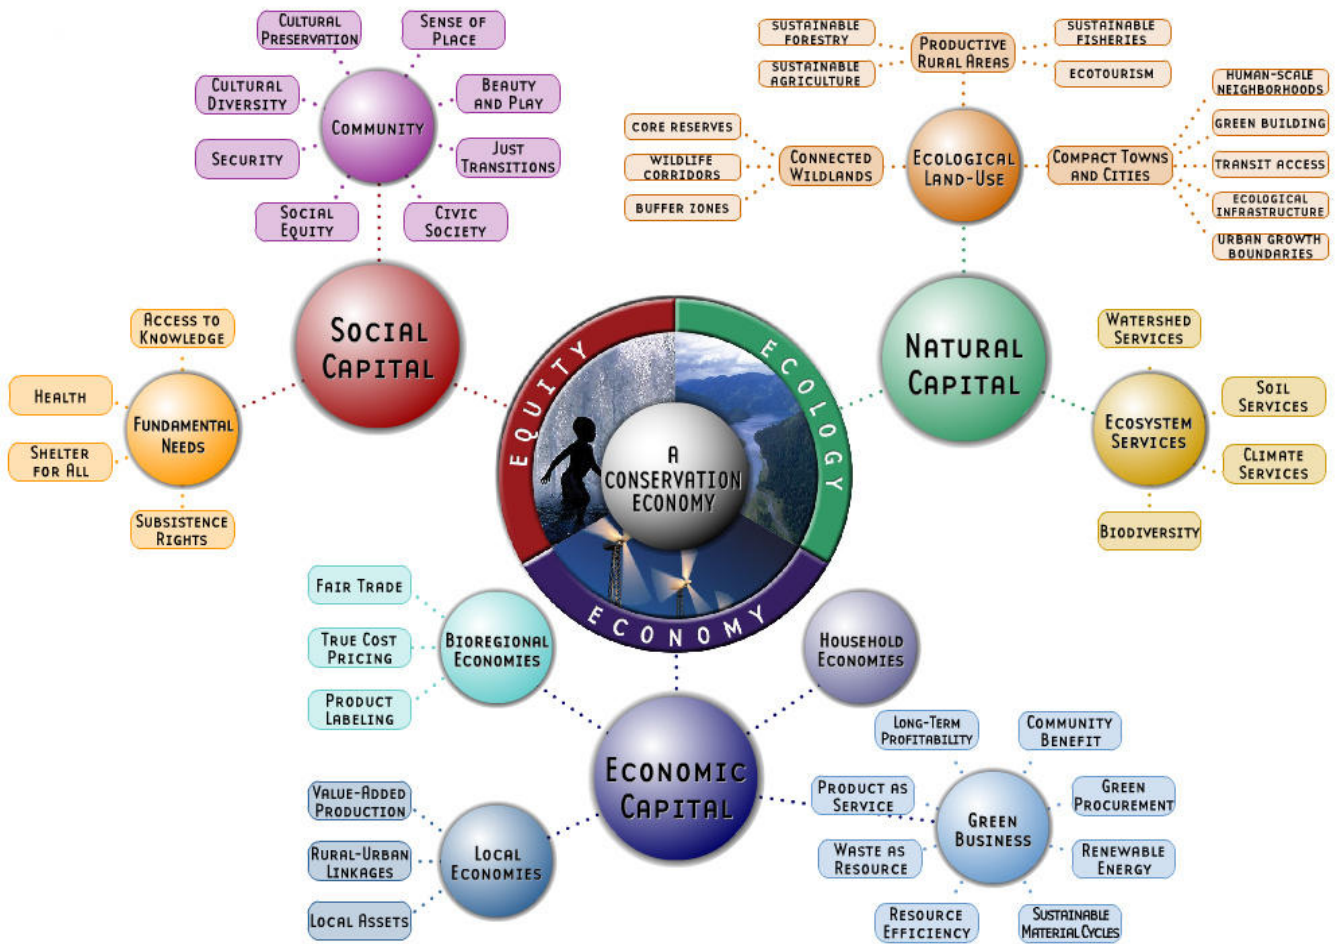 CULTURAL
PRESERVATION
SENSE OF
PLACE
CULTURAL
DIVERSITY
BEAUTY
AND PLAY
COMMUNITY
SECURITY
JUST
TRANSITIONS
SOCIAL
EQUITY
CIVIC
SOCIETY
SOCIAL
CAPITAL
ACCESS TO
KNOWLEDGE
HEALTH
FUNDAMENTAL
NEEDS
SHELTER
FOR ALL
SUBSISTENCE
RIGHTS
SUSTAINABLE
FORESTRY
SUSTAINABLE
AGRICULTURE
PRODUCTIVE
RURAL AREAS
SUSTAINABLE
FISHERIES
ECOTOURISM
CORE RESERVES
WILDLIFE
CORRIDORS
BUFFER ZONES
CONNECTED
WILDLANDS
ECOLOGICAL
LAND-USE
COMPACT TOWNS
AND CITIES
HUMAN-SCALE
NEIGHBORHOODS
GREEN BUILDING
TRANSIT ACCESS
ECOLOGICAL
INFRASTRUCTURE
URBAN GROWTH
BOUNDARIES
NATURAL
CAPITAL
WATERSHED
SERVICES
SOIL
SERVICES
ECOSYSTEM
SERVICES
CLIMATE
SERVICES
BIODIVERSITY
EQUITY
ECOLOGY
A
CONSERVATION
ECONOMY
ECONOMY
FAIR TRADE
TRUE COST
PRICING
PRODUCT
LABELING
BIOREGIONAL
ECONOMIES
HOUSEHOLD
ECONOMIES
ECONOMIC
CAPITAL
VALUE-ADDED
PRODUCTION
RURAL-URBAN
LINKAGES
LOCAL ASSETS
LOCAL
ECONOMIES
LONG-TERM
PROFITABILITY
COMMUNITY
BENEFIT
PRODUCT AS
SERVICE
GREEN
PROCUREMENT
GREEN
BUSINESS
WASTE AS
RESOURCE
RENEWABLE
ENERGY
RESOURCE
EFFICIENCY
SUSTAINABLE
MATERIAL CYCLES